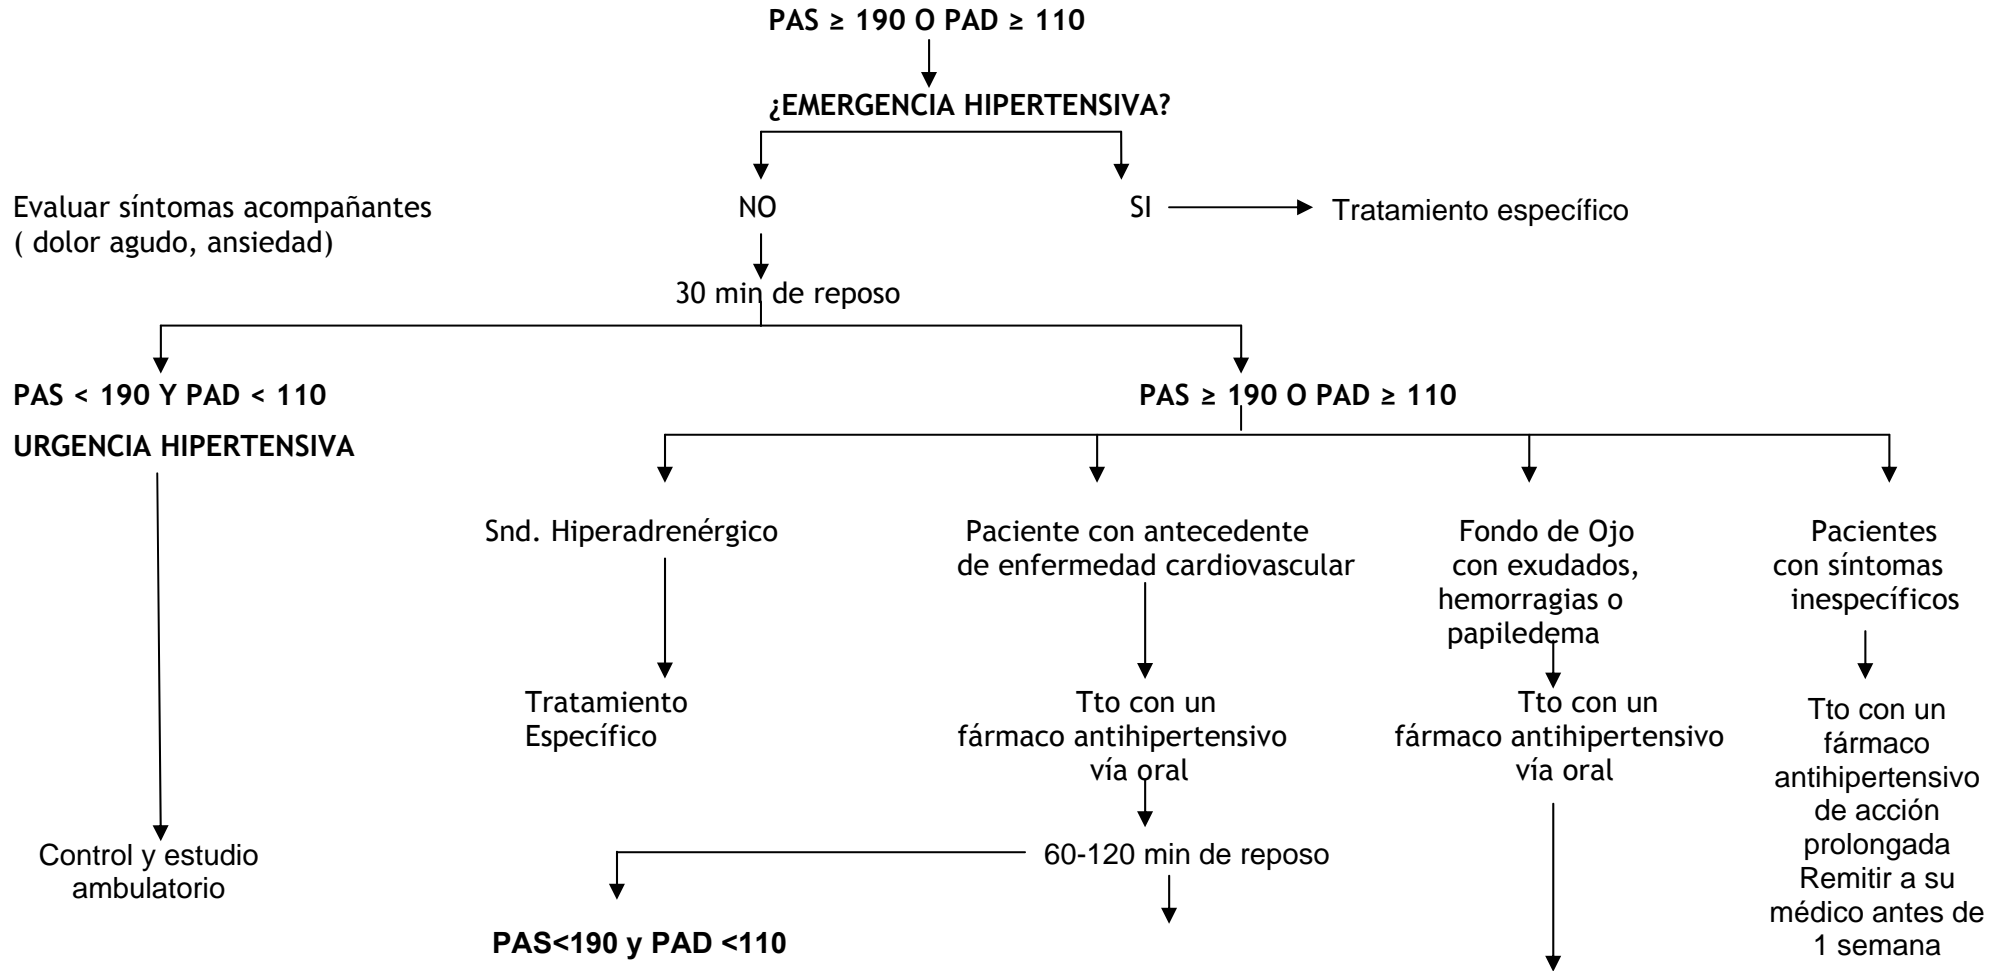 PAS ≥ 190 O PAD ≥ 110
¿EMERGENCIA HIPERTENSIVA?
Evaluar síntomas acompañantes
( dolor agudo, ansiedad)
NO
SI
Tratamiento específico
30 min de reposo
PAS < 190 Y PAD < 110
URGENCIA HIPERTENSIVA
PAS ≥ 190 O PAD ≥ 110
Snd. Hiperadrenérgico
Paciente con antecedente
de enfermedad cardiovascular
Fondo de Ojo
con exudados,
hemorragias o
papiledema
Pacientes
con síntomas
inespecíficos
Tratamiento
Específico
Tto con un
fármaco antihipertensivo
vía oral
Tto con un
fármaco antihipertensivo
vía oral
Tto con un
fármaco
antihipertensivo
de acción
prolongada
Remitir a su
médico antes de
1 semana
Control y estudio
ambulatorio
60-120 min de reposo
PAS<190 y PAD <110